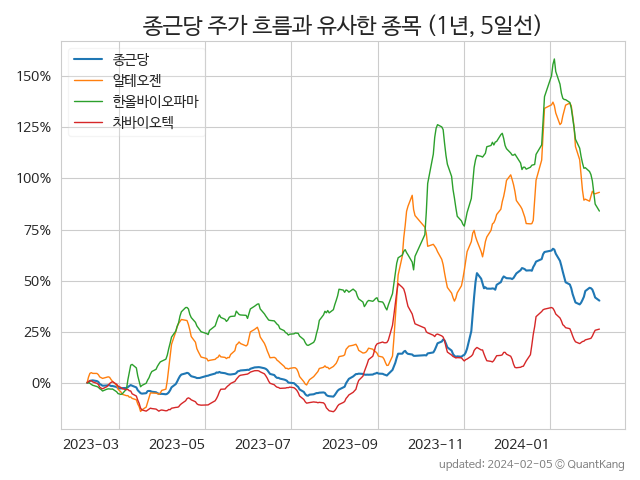 종근당 주가 흐름과 유사한 종목 (1년, 5일선)
종근당
알테오젠
한올바이오파마
차바이오텍
150%
125%
100%
75%
50%
25%
0%
2023-03 2023-05 2023-07 2023-09 2023-11 2024-01
updated: 2024-02-05 © QuantKang